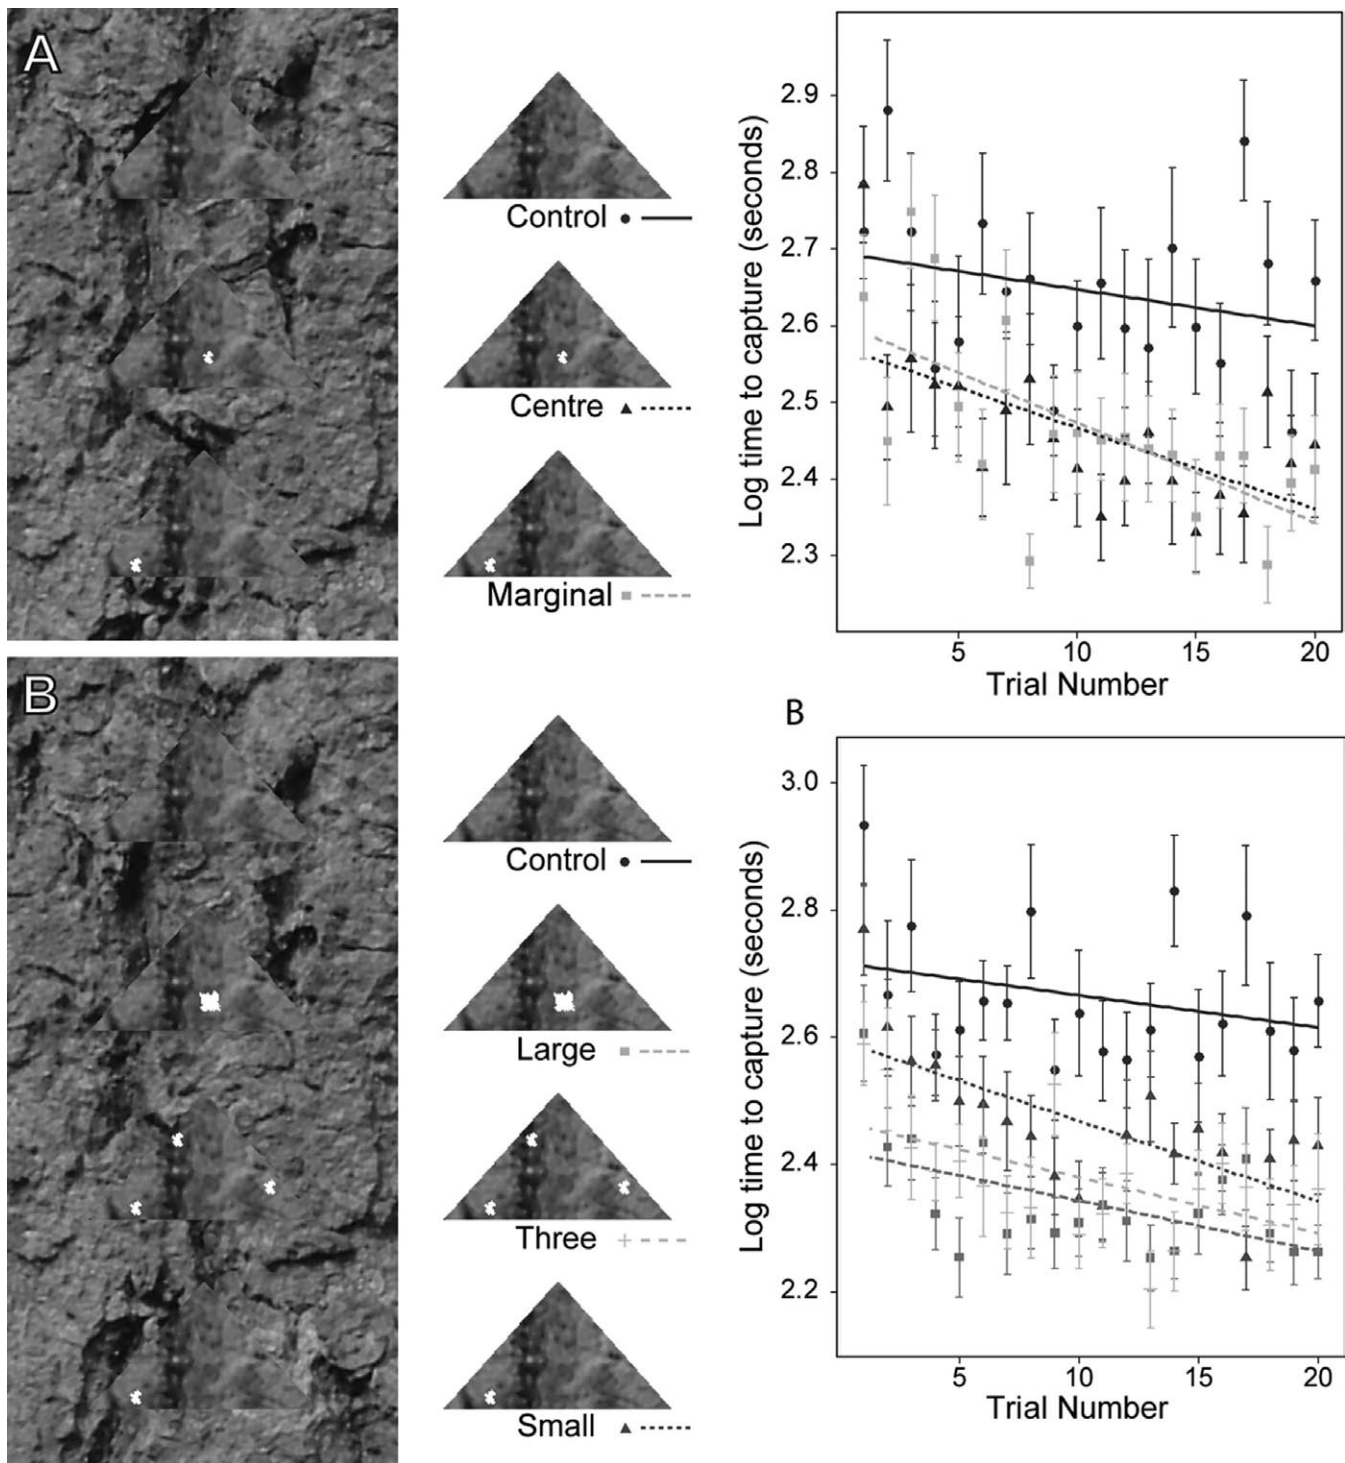 A
Control
Centre
Marginal
Log time to capture (seconds)
2.9
2.8
2.7
2.6
2.5
2.4
2.3
5 10 15 20
Trial Number
B
Control
Large
Three
Small
B
Log time to capture (seconds)
3.0
2.8
2.6
2.4
2.2
5 10 15 20
Trial Number